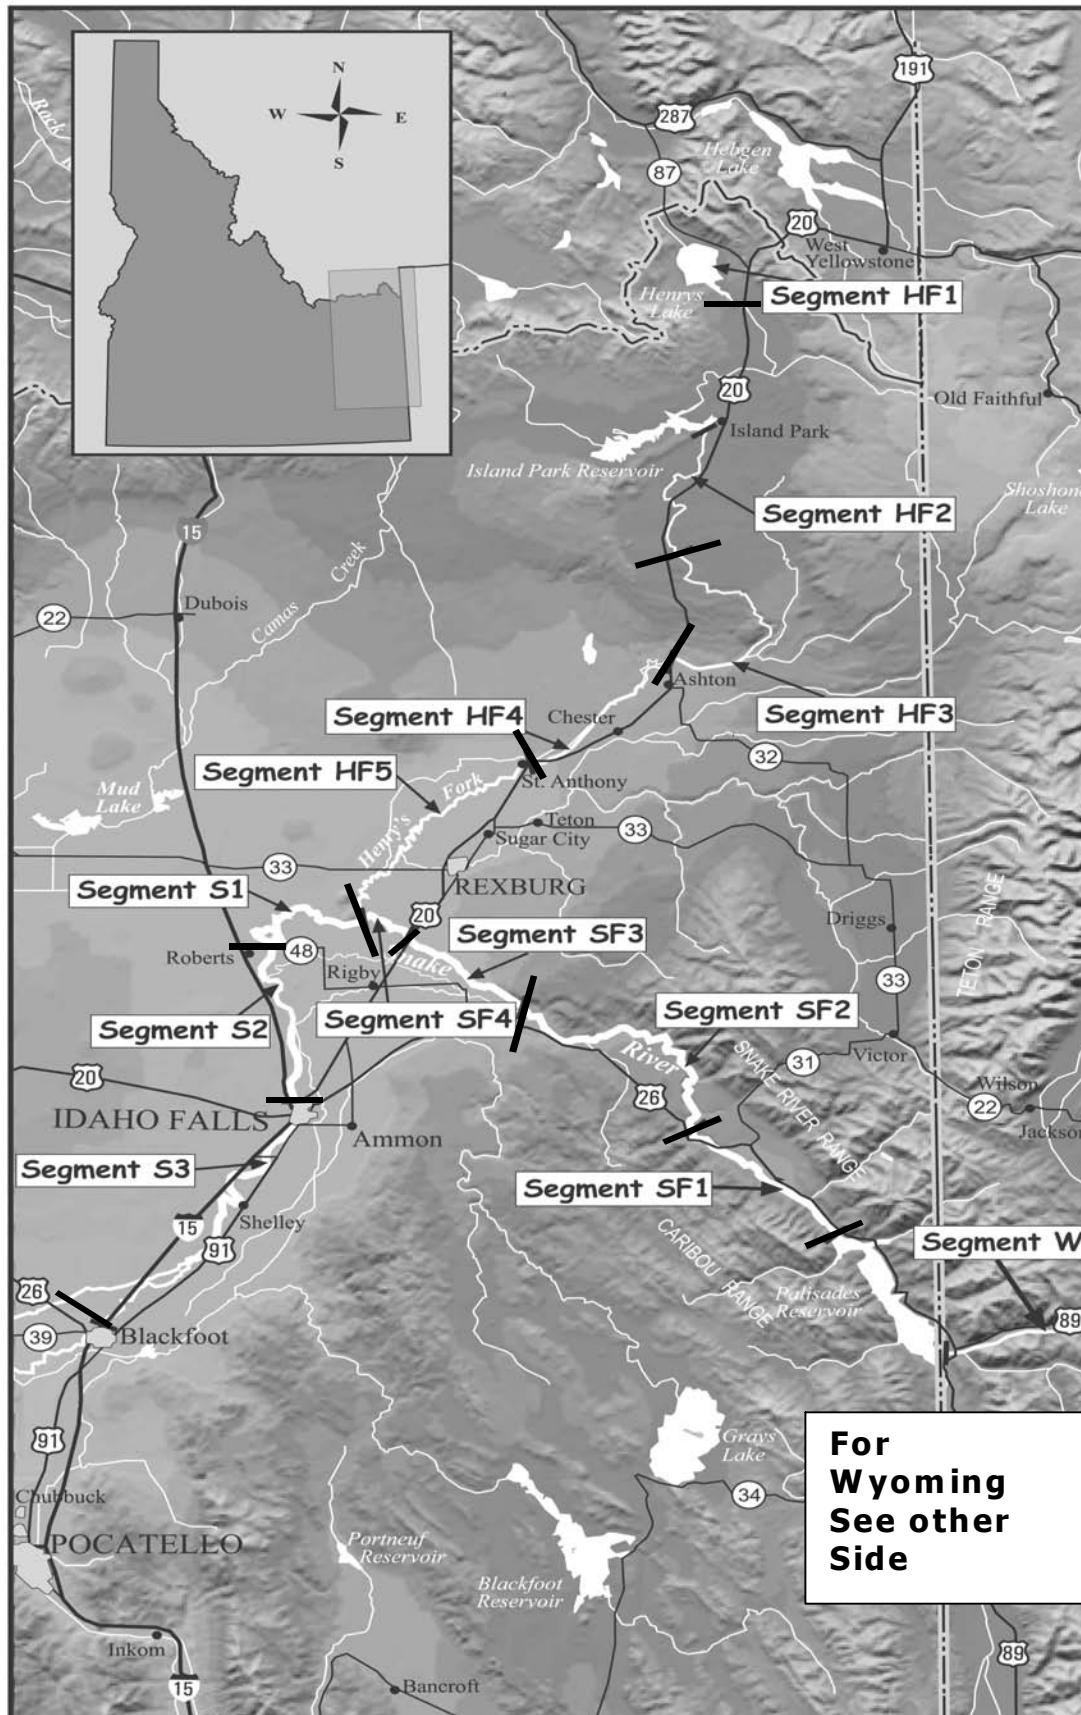 N
W
E
S
Rack
191
287
Hebgen
Lake
87
20
West
Yellowstone
Segment HF1
Henrys
Lake
20
Old Faithful
Island Park
Island Park Reservoir
Shoshon
Lake
Segment HF2
15
Creek
Camas
22
Dubois
Ashton
Segment HF4
Chester
Segment HF3
32
Segment HF5
Fork
Henry's
St. Anthony
Mud
Lake
Teton
Sugar City
33
33
REXBURG
Segment S1
20
Segment SF3
TETON RANGE
Driggs
Roberts
48
Rigby
nake
33
Segment S2
Segment SF4
Segment SF2
River
SNAKE RIVER RANGE
Victor
31
20
26
Wilson
22
Jackson
IDAHO FALLS
Ammon
Segment S3
Segment SF1
15
Shelley
91
CARIBOU RANGE
Segment W
26
Palisades
Reservoir
89
39
Blackfoot
91
Grays
Lake
For
Wyoming
See other
Side
34
Chubbuck
POCATELLO
Portneuf
Reservoir
Blackfoot
Reservoir
Inkom
15
Bancroft
89